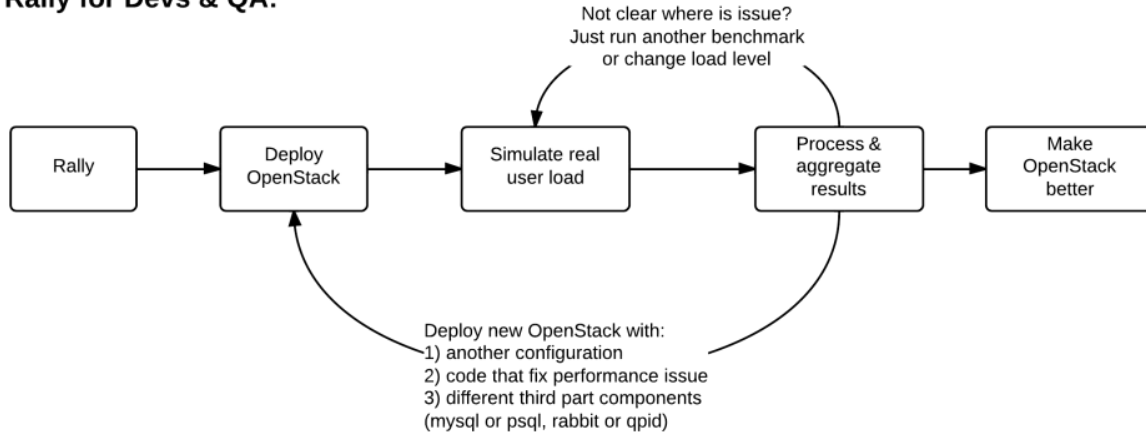 Rally for Devs & QA:
Not clear where is issue?
Just run another benchmark
or change load level
Rally
Deploy
OpenStack
Simulate real
user load
Process &
aggregate
results
Make
OpenStack
better
Deploy new OpenStack with:
1) another configuration
2) code that fix performance issue
3) different third part components
(mysql or psql, rabbit or qpid)